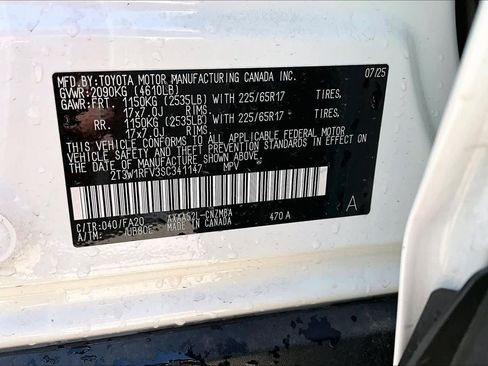 MFD.BY:TOYOTA MOTOR MANUFACTURING CANADA INC. 07/25
GVWR:2090KG (4610LB)
GAWR:FRT. 1150KG (2535LB) WITH 225/65R17 TIRES,
17x7.0J RIMS
RR. 1150KG (2535LB) WITH 225/65R17 TIRES,
17x7.0J RIMS
THIS VEHICLE CONFORMS TO ALL APPLICABLE FEDERAL MOTOR
VEHICLE SAFETY AND THEFT PREVENTION STANDARDS IN EFFECT ON
THE DATE OF MANUFACTURE SHOWN ABOVE.
2T3W1RFV3SC341147 MPV
C/TR:040/FA20 AXAA52L-CNZMBA 470A A
A/TM: MADE IN CANADA